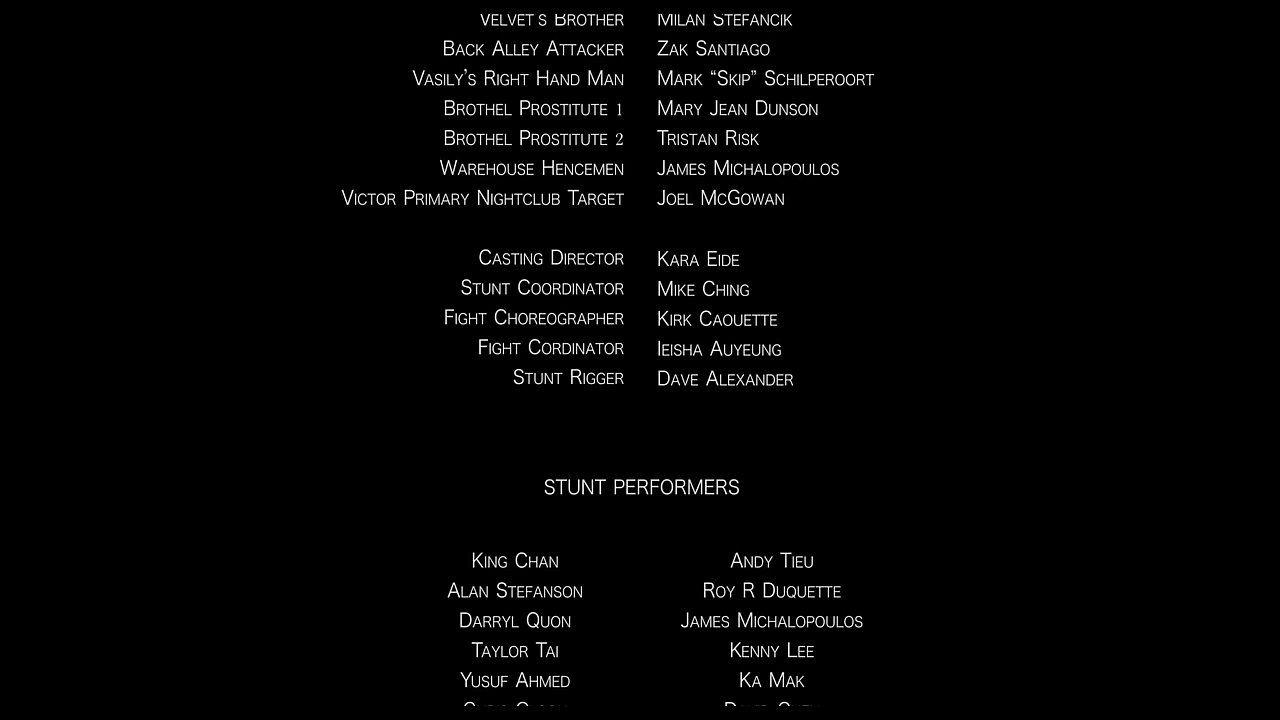 Velvet's Brother Milan Stefancik
Back Alley Attacker Zak Santiago
Vasily's Right Hand Man Mark “Skip” Schilperoort
Brothel Prostitute 1 Mary Jean Dunson
Brothel Prostitute 2 Tristan Risk
Warehouse Hencemen James Michalopoulos
Victor Primary Nightclub Target Joel McGowan
Casting Director Kara Eide
Stunt Coordinator Mike Ching
Fight Choreographer Kirk Caouette
Fight Cordinator Ieisha Auyeung
Stunt Rigger Dave Alexander
STUNT PERFORMERS
King Chan Andy Tieu
Alan Stefanson Roy R Duquette
Darryl Quon James Michalopoulos
Taylor Tai Kenny Lee
Yusuf Ahmed Ka Mak